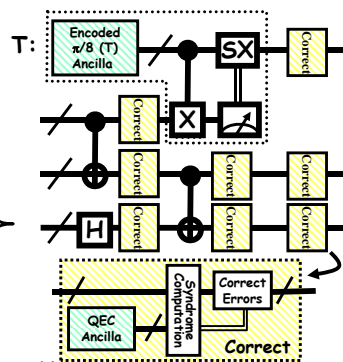 T:
Encoded
π/8 (T)
Ancilla
SX
Correct
X
Correct
Correct
Correct
Correct
H
Correct
Correct
Correct
Syndrome
Computation
Correct
Errors
QEC
Ancilla
Correct